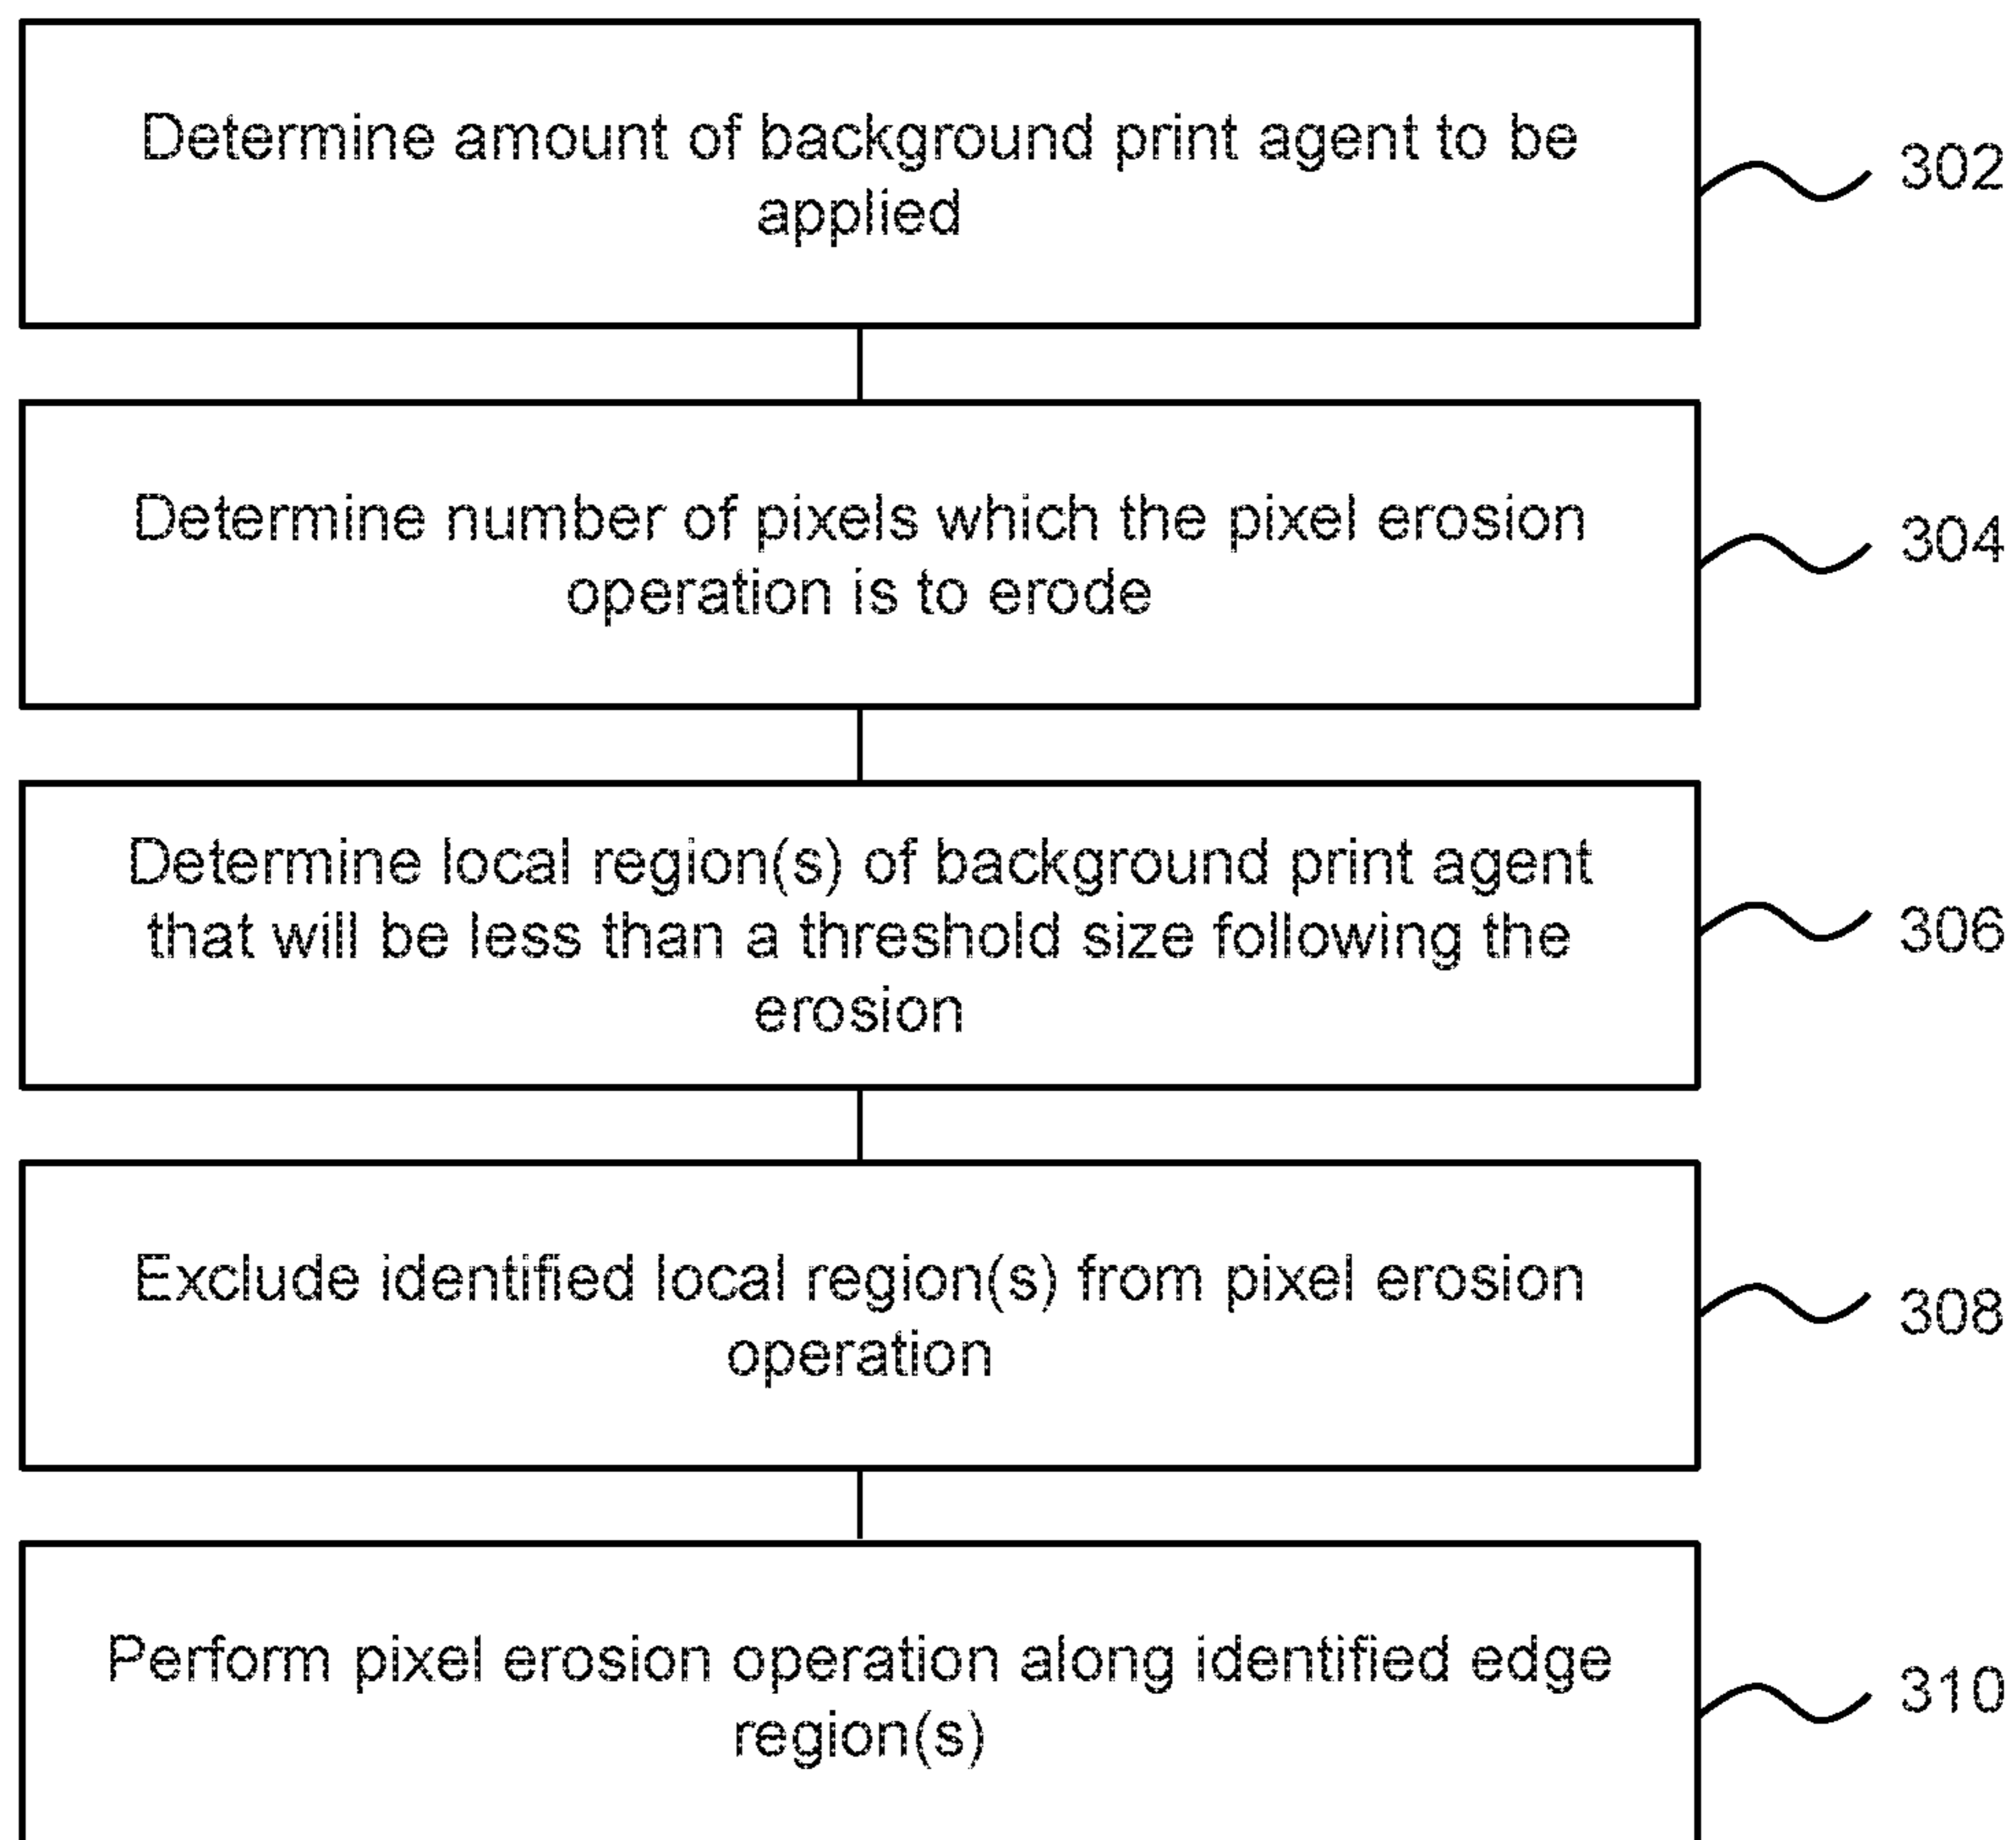 Determine amount of background print agent to be
applied
302
Determine number of pixels which the pixel erosion
operation is to erode
304
Determine local region(s) of background print agent
that will be less than a threshold size following the
erosion
306
Exclude identified local region(s) from pixel erosion
operation
308
Perform pixel erosion operation along identified edge
region(s)
310